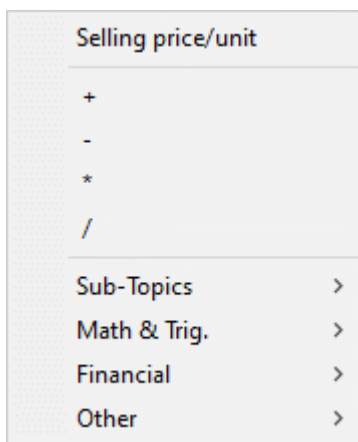 Selling price/unit
+
-
*
/
Sub-Topics
Math & Trig.
Financial
Other